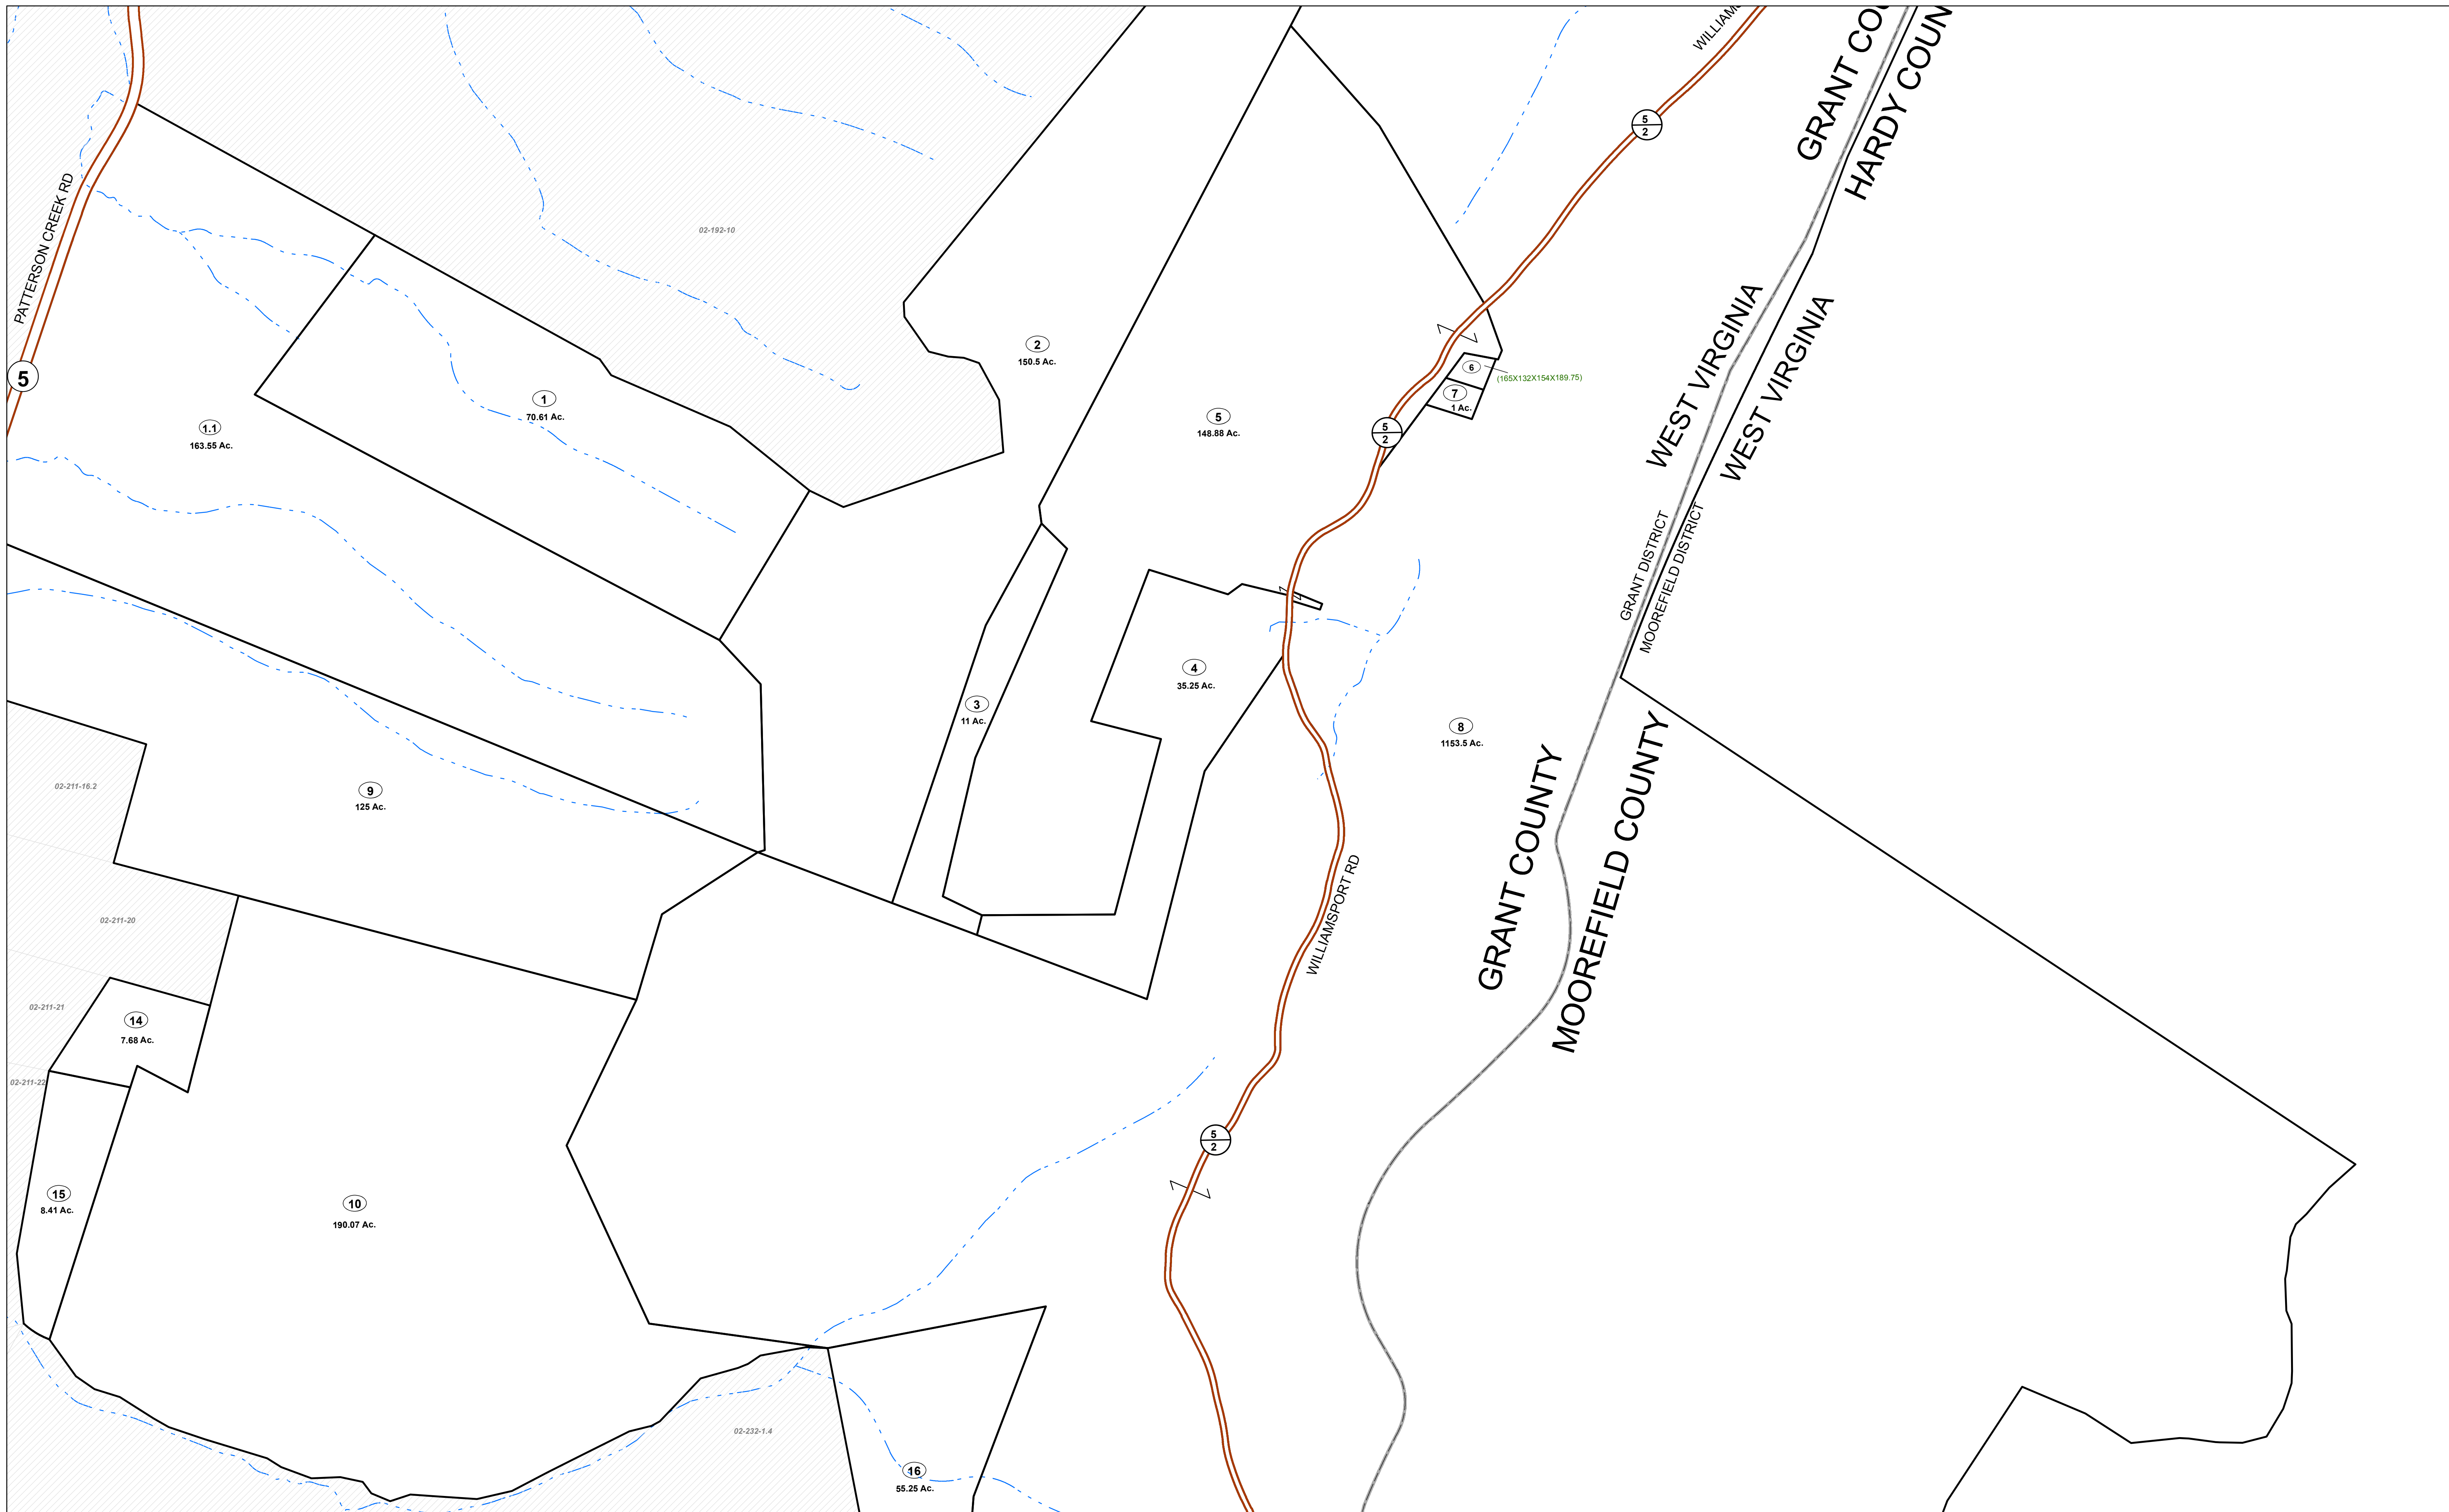 WILLIAM
GRANT COU
HARDY COUN
5
2
PATTERSON CREEK RD
02-192-10
WEST VIRGINIA
WEST VIRGINIA
2
150.5 Ac.
5
6
(165X132X154X189.75)
7
1 Ac.
1
70.61 Ac.
5
148.88 Ac.
1.1
163.55 Ac.
5
2
GRANT DISTRICT
MOOREFIELD DISTRICT
4
35.25 Ac.
3
11 Ac.
8
1153.5 Ac.
GRANT COUNTY
MOOREFIELD COUNTY
02-211-16.2
9
125 Ac.
WILLIAMSPORT RD
02-211-20
02-211-21
14
7.68 Ac.
02-211-22
5
2
15
8.41 Ac.
10
190.07 Ac.
02-232-1.4
16
55.25 Ac.